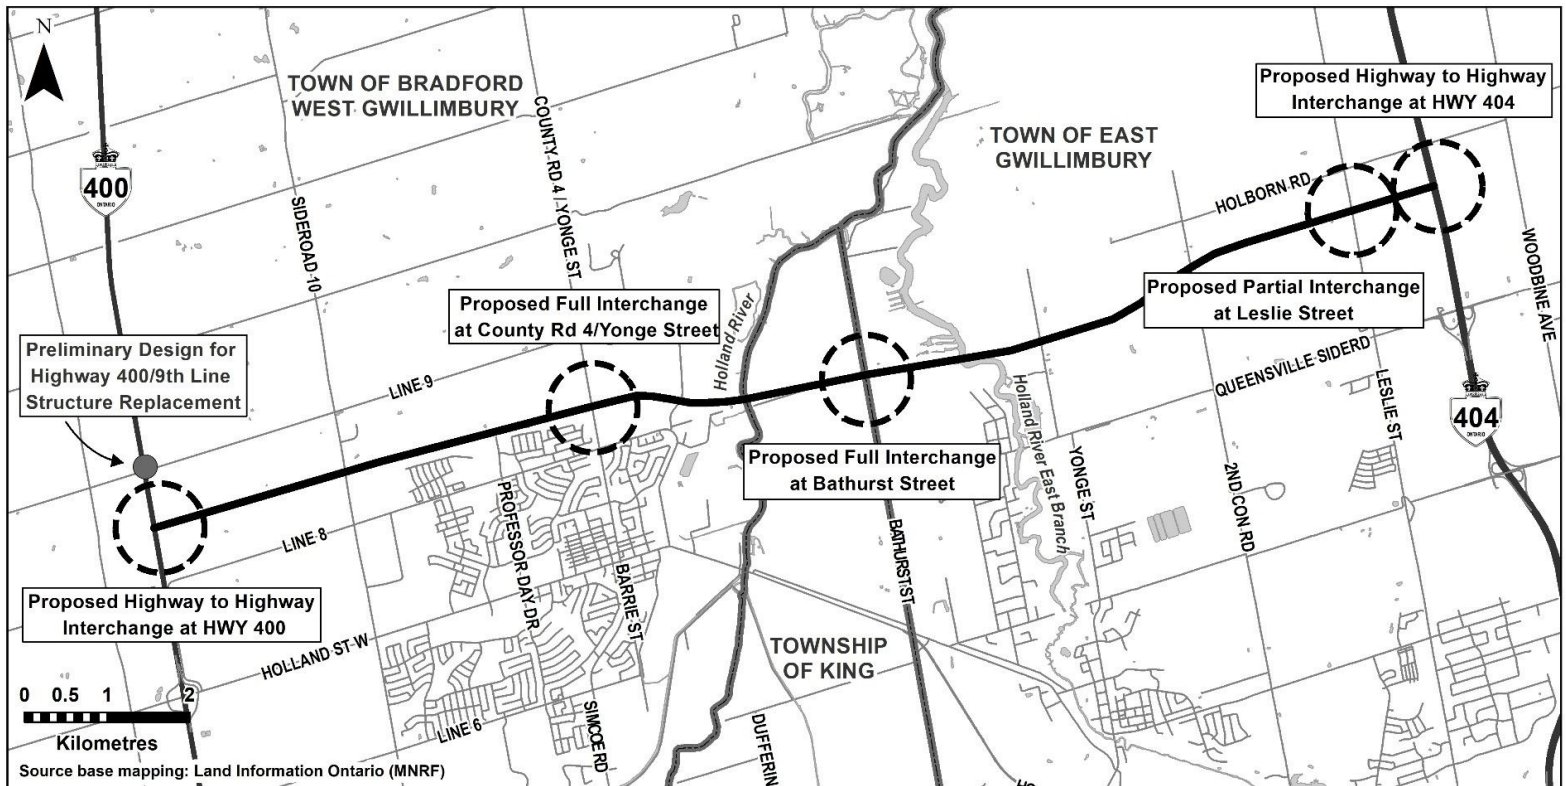 N
TOWN OF BRADFORD
WEST GWILLIMBURY
400
ONTARIO
SIDEROAD 10
COUNTY RD 4 / YONGE ST
TOWN OF EAST
GWILLIMBURY
Proposed Highway to Highway
Interchange at HWY 404
HOLBORN RD
WOODBINE AVE
Proposed Partial Interchange
at Leslie Street
Proposed Full Interchange
at County Rd 4/Yonge Street
Holland River
Preliminary Design for
Highway 400/9th Line
Structure Replacement
LINE 9
QUEENSVILLE SIDERD
LESLIE ST
404
ONTARIO
Holland River East Branch
YONGE ST
2ND CON RD
Proposed Full Interchange
at Bathurst Street
BATHURST ST
LINE 8
PROFESSOR DAY DR
BARRIE ST
Proposed Highway to Highway
Interchange at HWY 400
HOLLAND ST W
TOWNSHIP
OF KING
LINE 6
SIMCOE RD
DUFFERIN
0 0.5 1 2
Kilometres
Source base mapping: Land Information Ontario (MNRF)